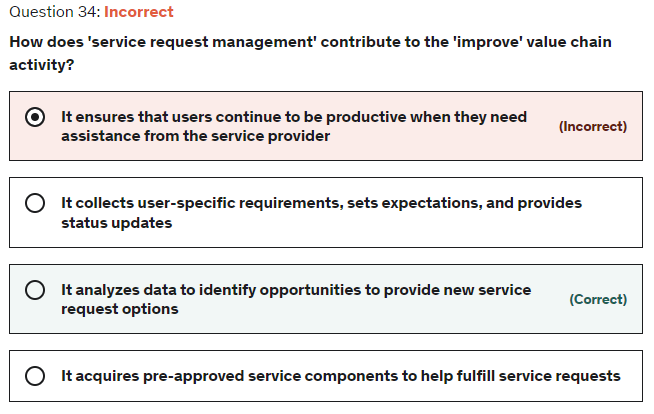 Question 34: Incorrect
How does 'service request management' contribute to the 'improve' value chain
activity?
It ensures that users continue to be productive when they need
assistance from the service provider
(Incorrect)
It collects user-specific requirements, sets expectations, and provides
status updates
It analyzes data to identify opportunities to provide new service
request options
(Correct)
It acquires pre-approved service components to help fulfill service requests